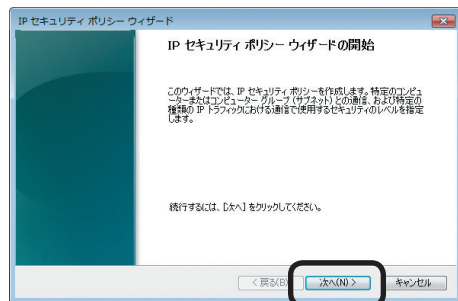 IP セキュリティ ポリシー ウィザード
IP セキュリティ ポリシー ウィザードの開始
このウィザードでは、IP セキュリティ ポリシーを作成します。特定のコンピュ
ーターまたはコンピューター グループ (サブネット) との通信、および特定の
種類の IP トラフィックにおける通信で使用するセキュリティのレベルを指定
します。
続行するには、[次へ] をクリックしてください。
< 戻る(B) 次へ(N) > キャンセル